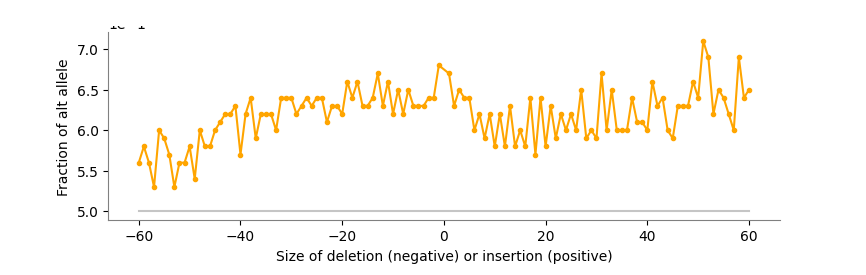 7.0
6.5
6.0
5.5
5.0
Fraction of alt allele
−60 −40 −20 0 20 40 60
Size of deletion (negative) or insertion (positive)